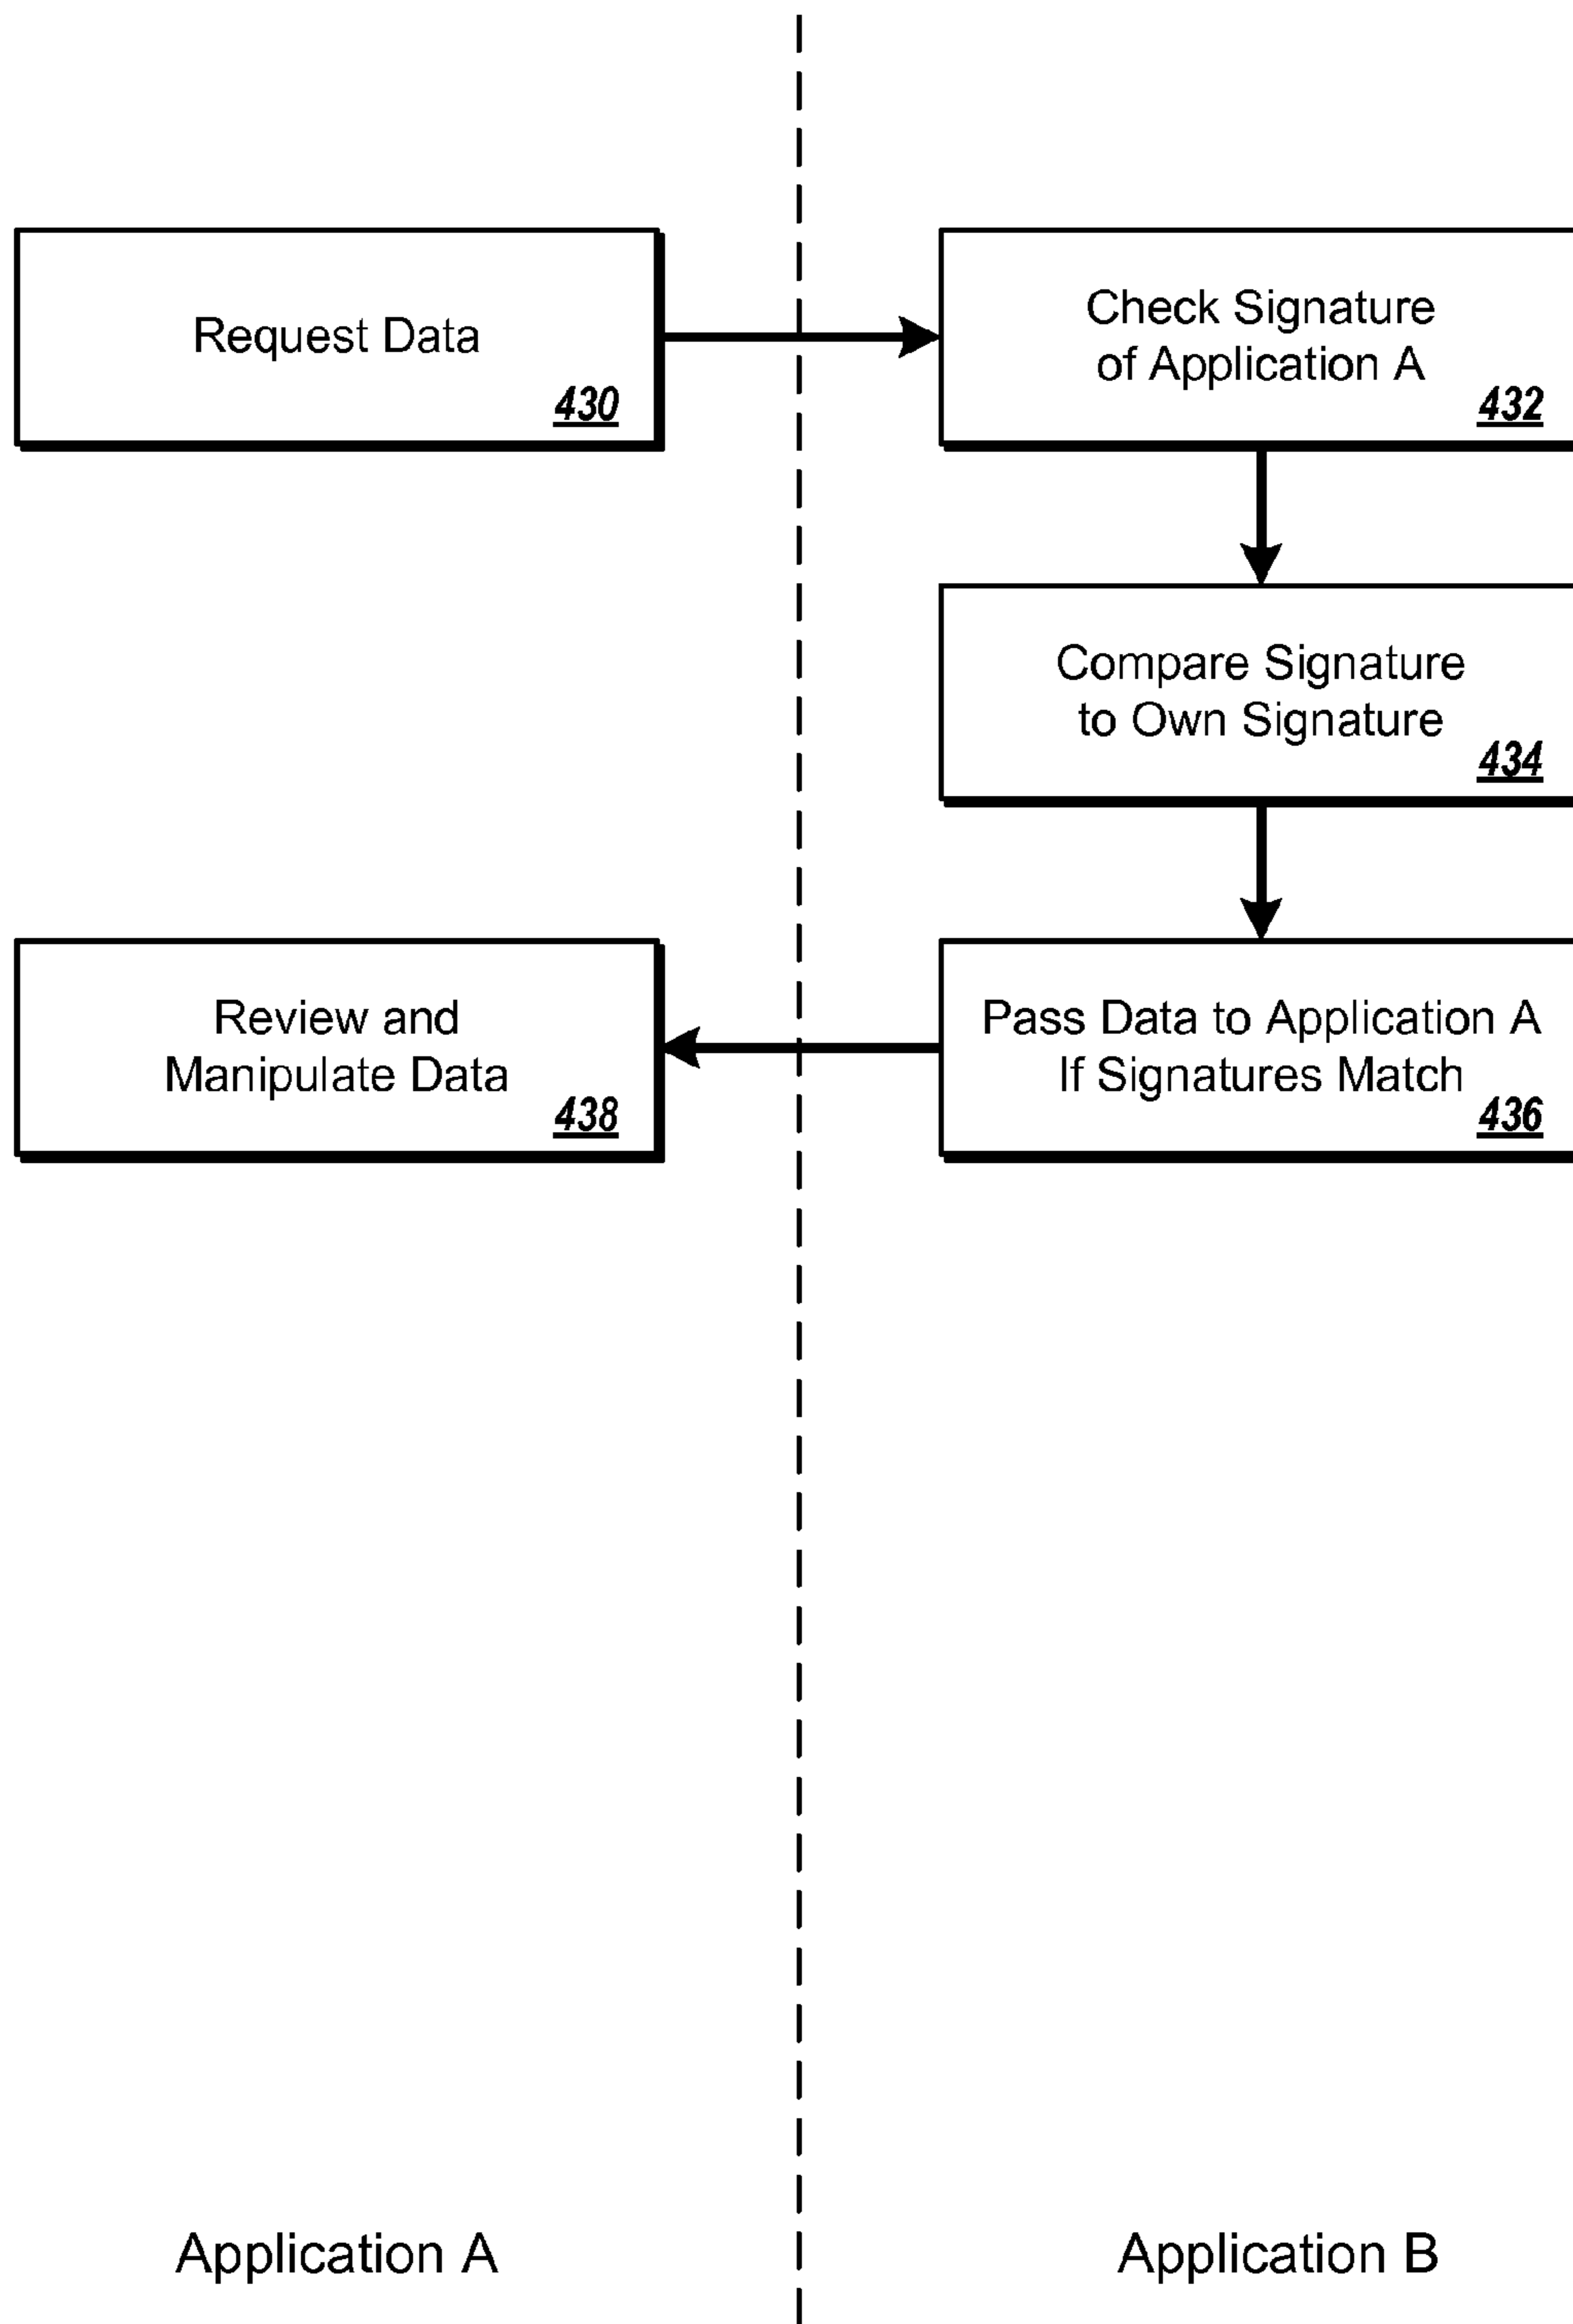 Request Data
430
Check Signature
of Application A
432
Compare Signature
to Own Signature
434
Pass Data to Application A
If Signatures Match
436
Review and
Manipulate Data
438
Application A
Application B